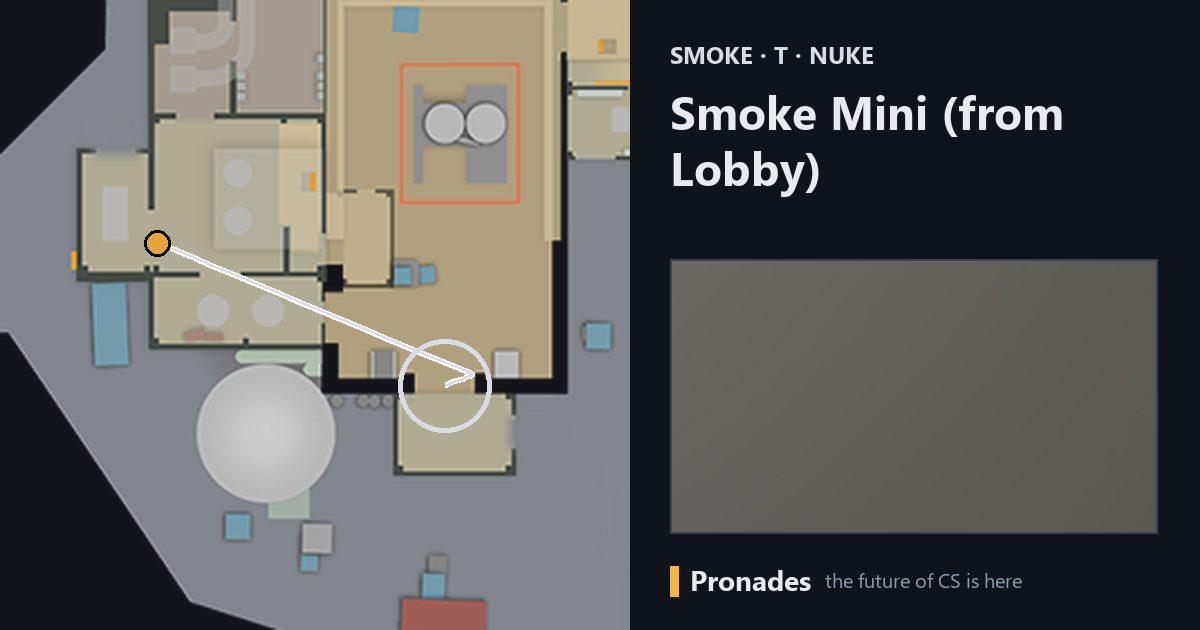 SMOKE · T · NUKE
Smoke Mini (from
Lobby)
Pronades the future of CS is here